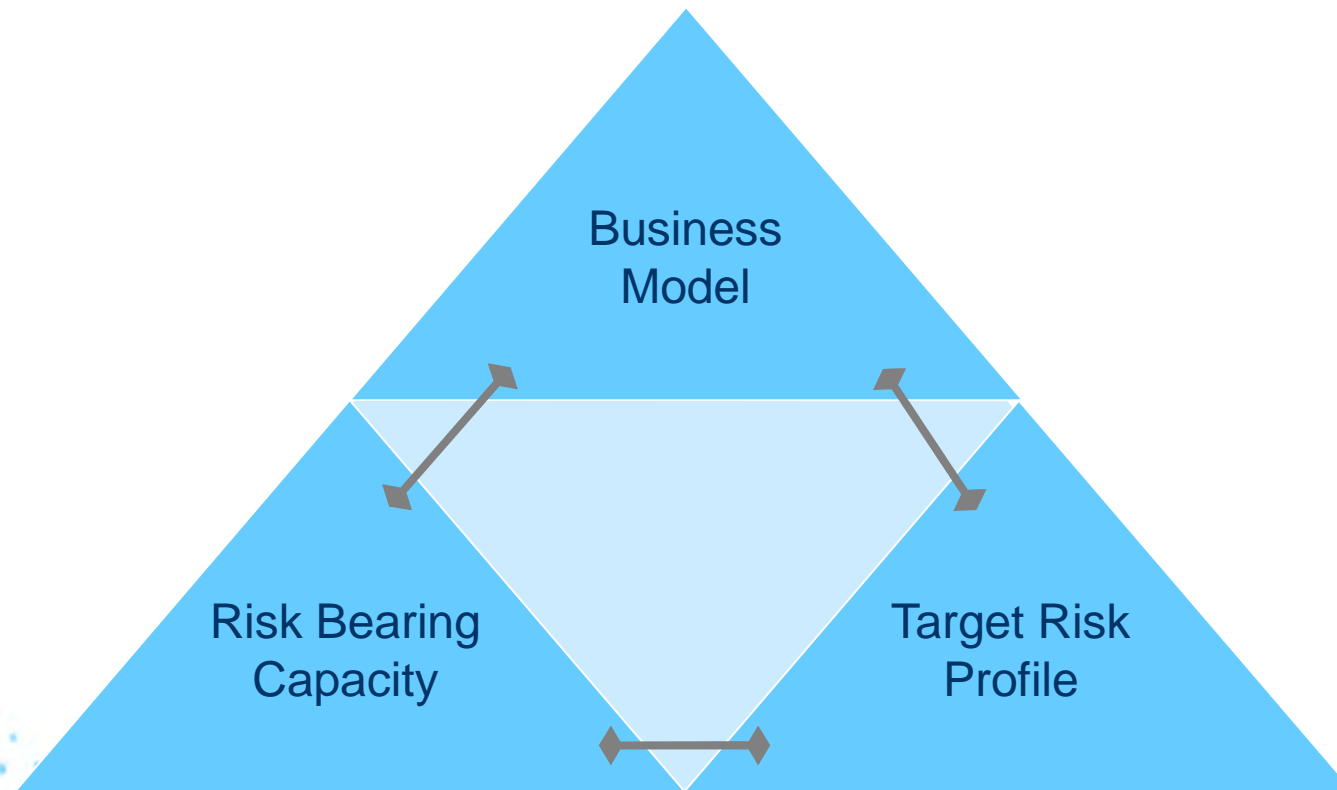 Business
Model
Risk Bearing
Capacity
Target Risk
Profile